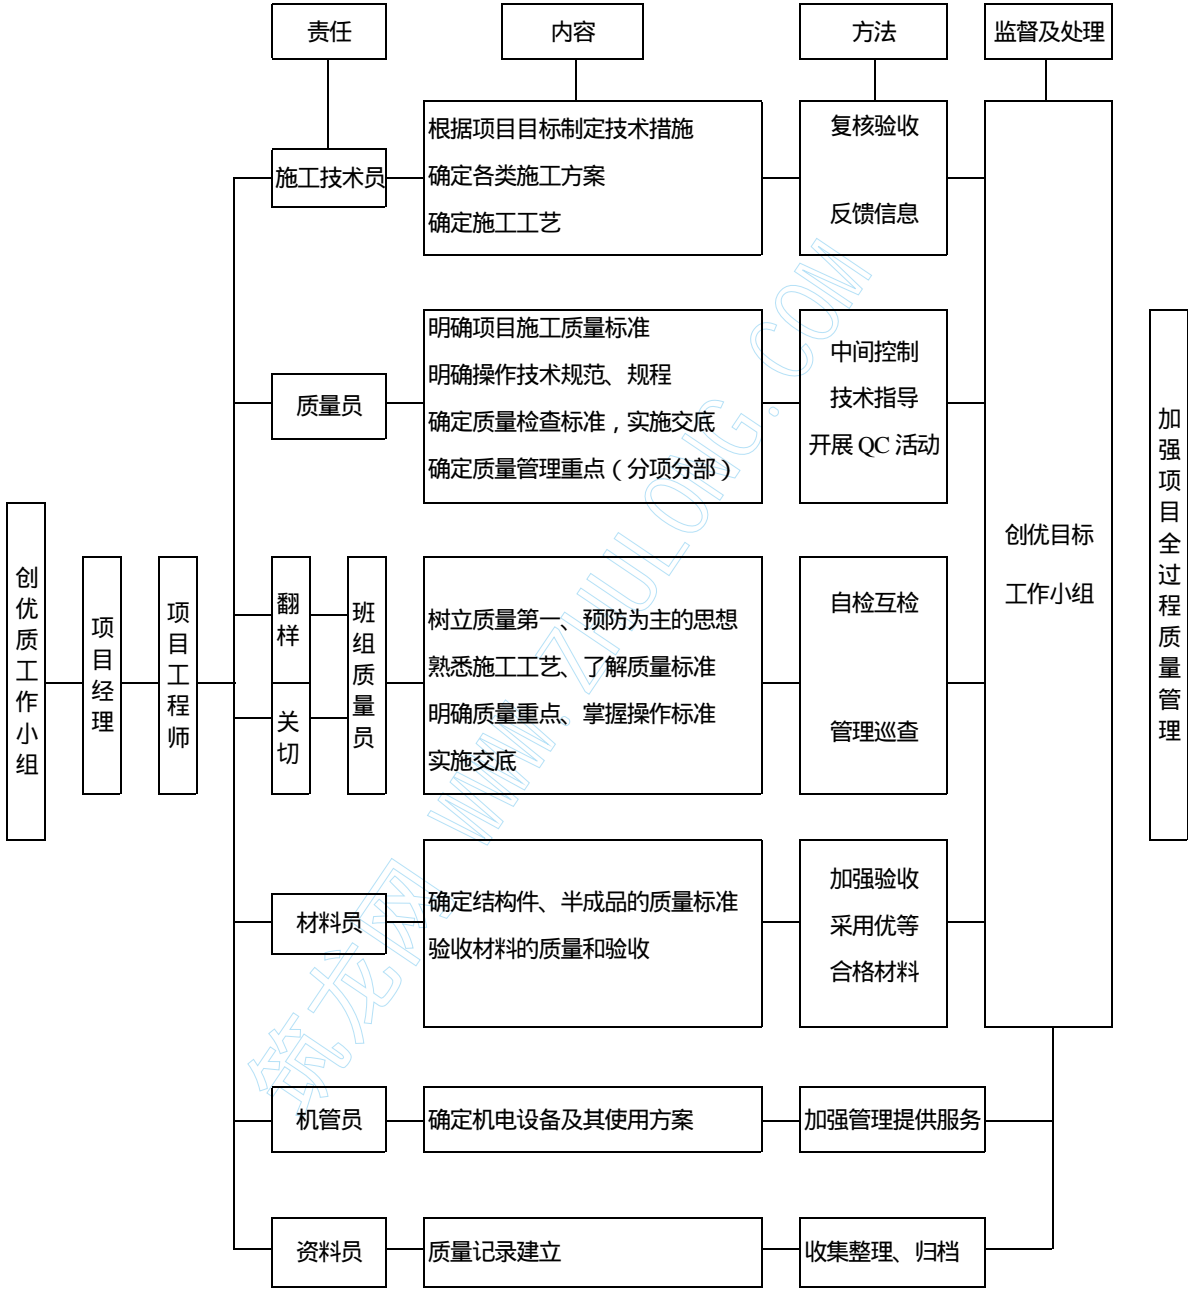 责任
内容
方法
监督及处理
施工技术员
根据项目目标制定技术措施
确定各类施工方案
确定施工工艺
复核验收
反馈信息
质量员
明确项目施工质量标准
明确操作技术规范、规程
确定质量检查标准，实施交底
确定质量管理重点（分项分部）
中间控制
技术指导
开展 QC 活动
创优质工作小组
项目经理
项目工程师
翻样
关切
班组质量员
树立质量第一、预防为主的思想
熟悉施工工艺、了解质量标准
明确质量重点、掌握操作标准
实施交底
自检互检
管理巡查
创优目标
工作小组
加强项目全过程质量管理
材料员
确定结构件、半成品的质量标准
验收材料的质量和验收
加强验收
采用优等
合格材料
机管员
确定机电设备及其使用方案
加强管理提供服务
资料员
质量记录建立
收集整理、归档
筑龙网 WWW.ZHULONG.COM